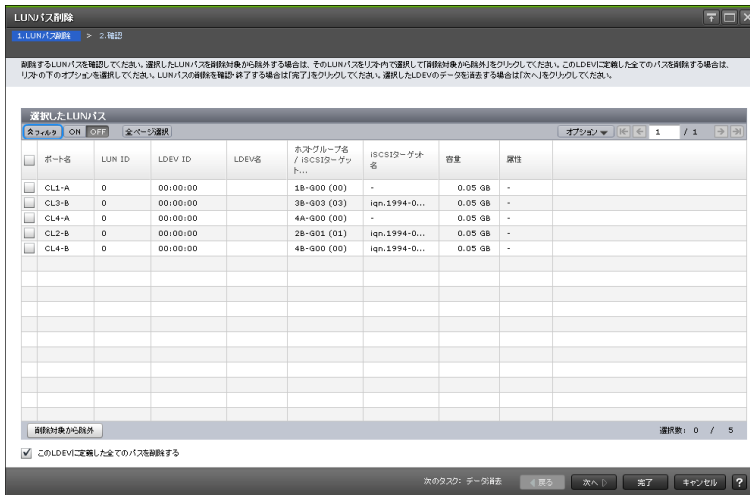 LUNパス削除
1.LUNパス削除 > 2.確認
削除するLUNパスを確認してください。選択したLUNパスを削除対象から除外する場合は、そのLUNパスをリスト内で選択して「削除対象から除外」をクリックしてください。このLDEVに定義した全てのパスを削除する場合は、
リストの下のオプションを選択してください。LUNパスの削除を確認・終了する場合は「完了」をクリックしてください。選択したLDEVのデータを消去する場合は「次へ」をクリックしてください。
選択したLUNパス
フィルタ ON OFF 全ページ選択 オプション 1 / 1
ポート名 LUN ID LDEV ID LDEV名 ホストグループ名 / iSCSIターゲット... iSCSIターゲット名 容量 属性
CL1-A 0 00:00:00 1B-G00 (00) - 0.05 GB -
CL3-B 0 00:00:00 3B-G03 (03) iqn.1994-0... 0.05 GB -
CL4-A 0 00:00:00 4A-G00 (00) - 0.05 GB -
CL2-B 0 00:00:00 2B-G01 (01) iqn.1994-0... 0.05 GB -
CL4-B 0 00:00:00 4B-G00 (00) iqn.1994-0... 0.05 GB -
削除対象から除外 選択数: 0 / 5
このLDEVに定義した全てのパスを削除する
次のタスク: データ消去 戻る 次へ 完了 キャンセル ?